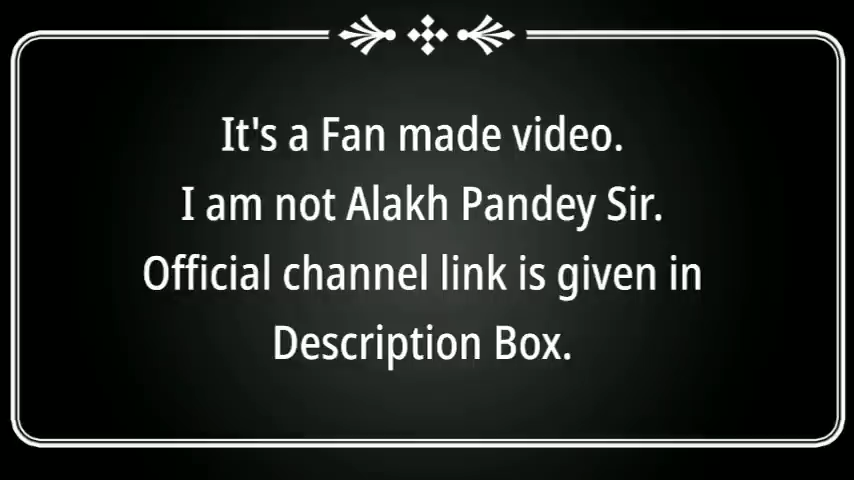 It's a Fan made video.
I am not Alakh Pandey Sir.
Official channel link is given in
Description Box.